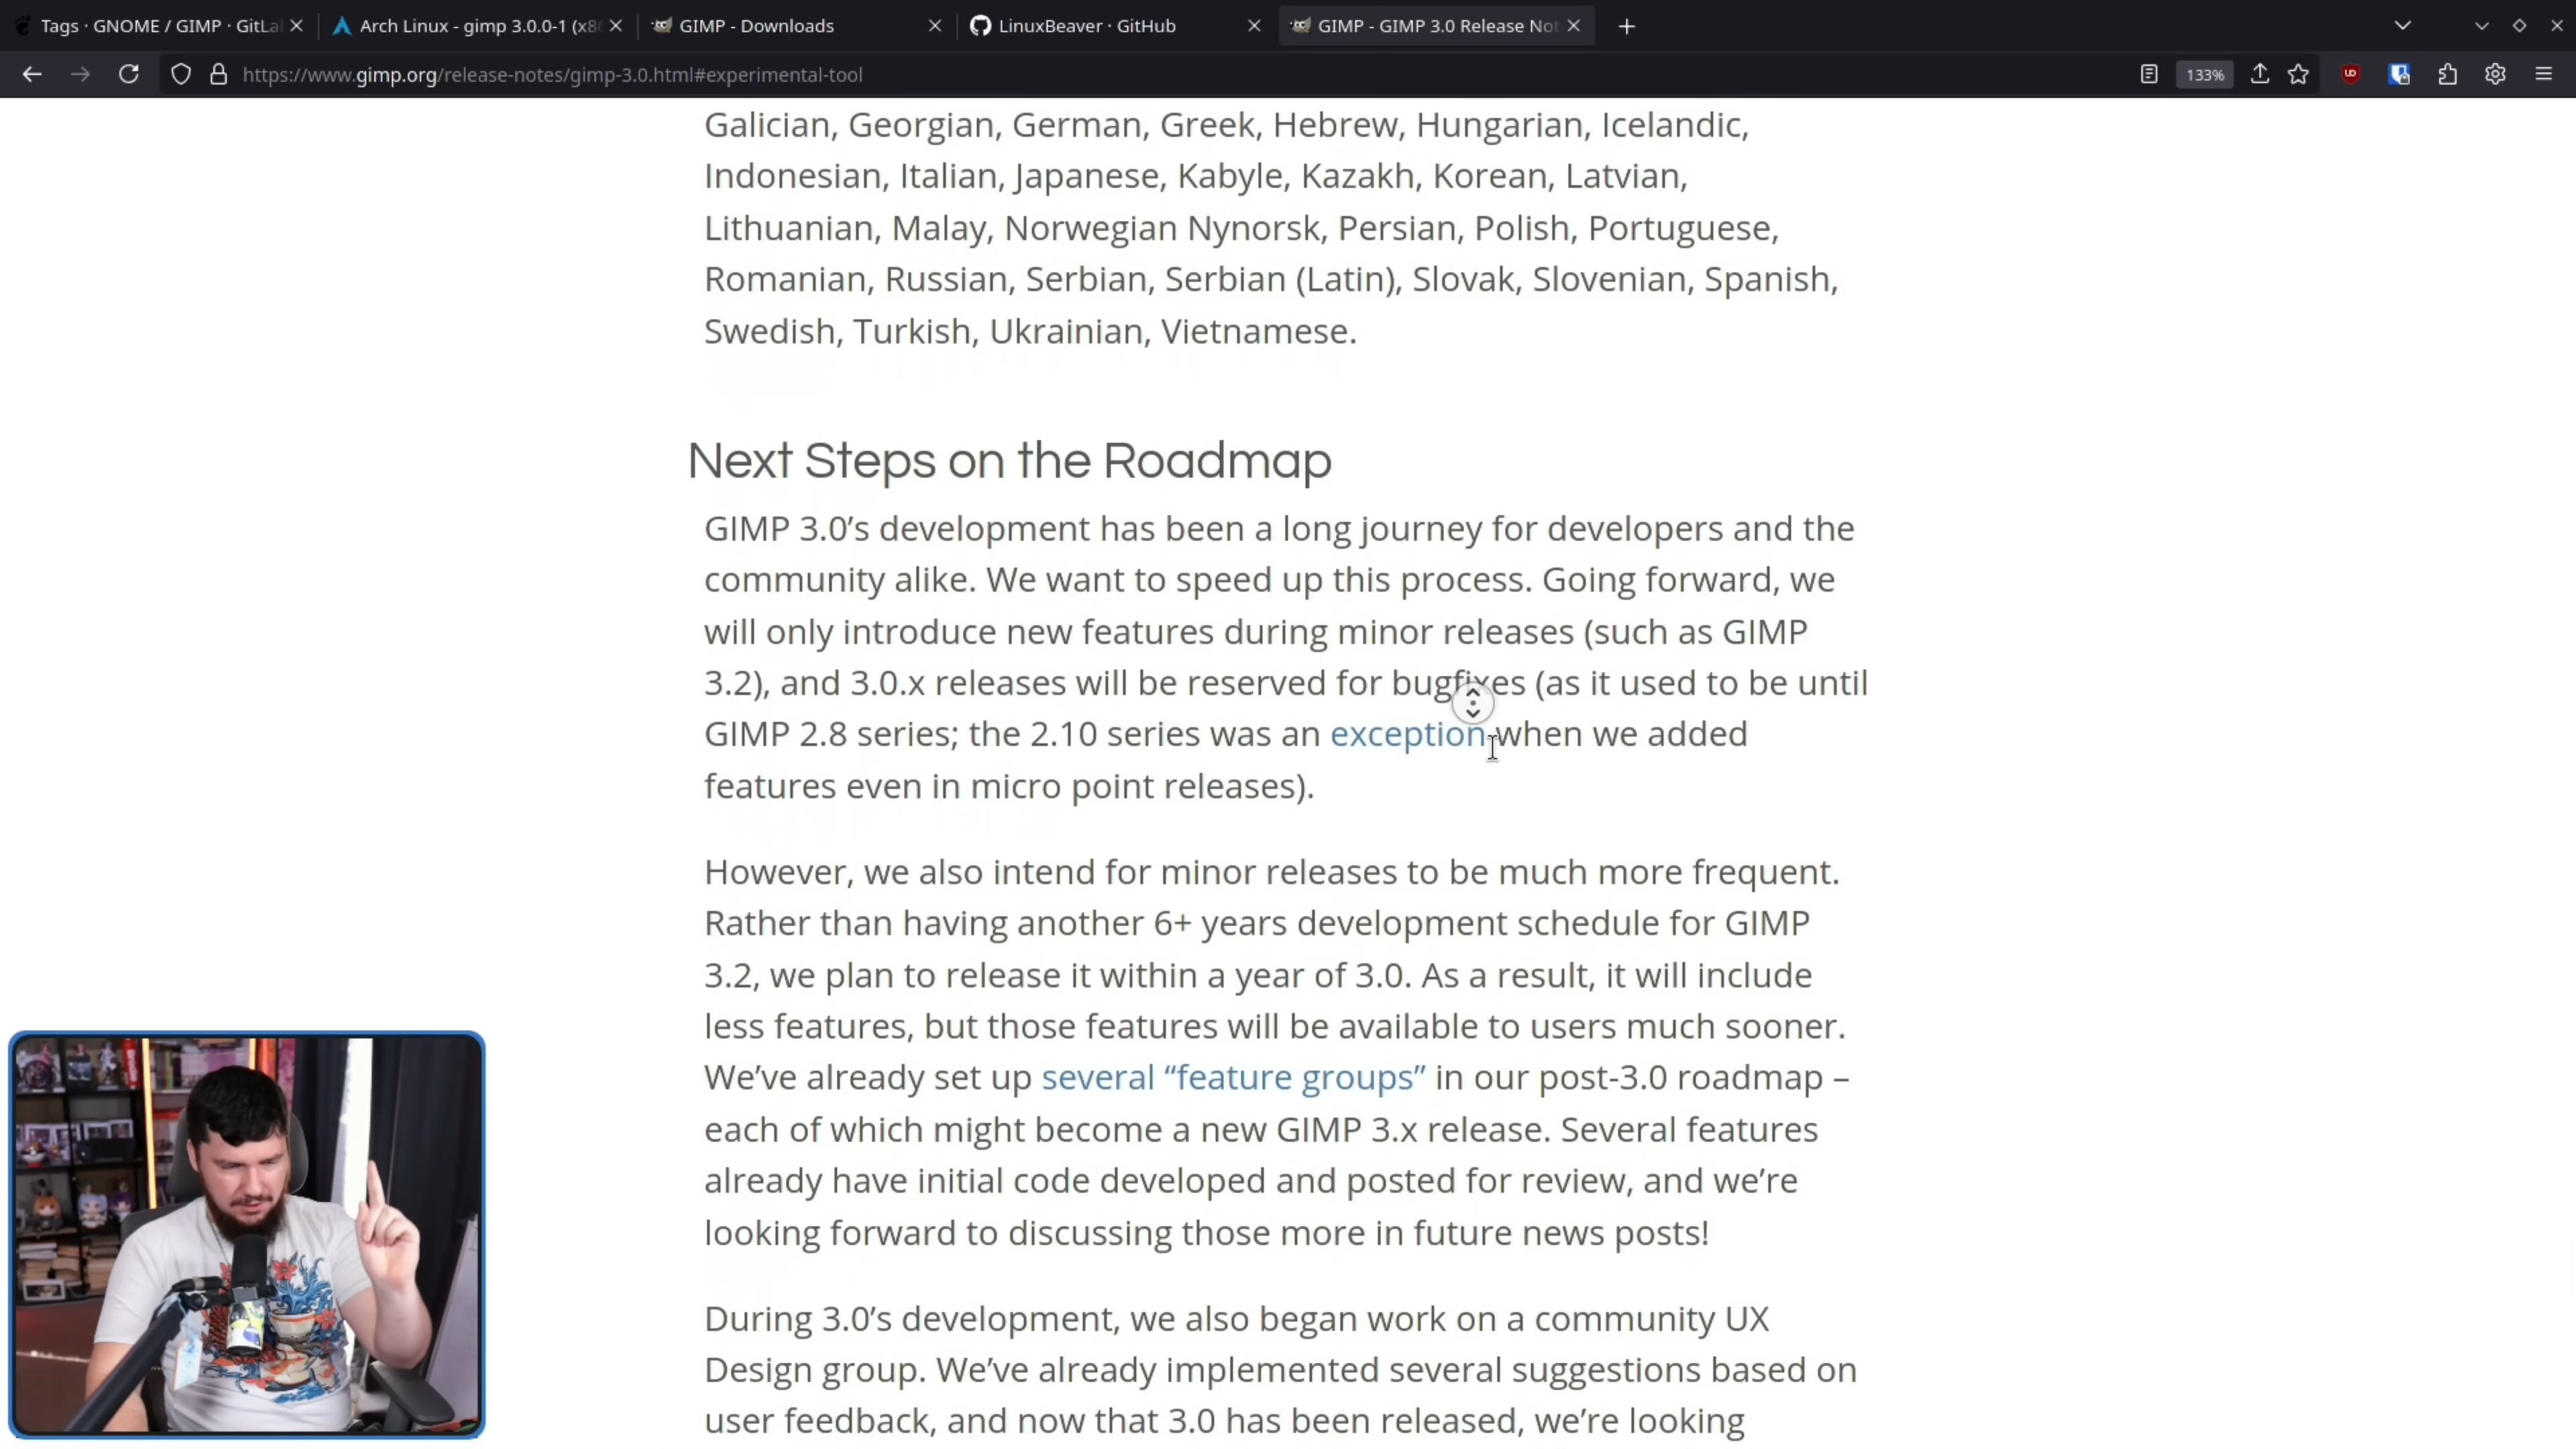 Tags · GNOME / GIMP · GitLa
Arch Linux - gimp 3.0.0-1 (x8
GIMP - Downloads
LinuxBeaver · GitHub
GIMP - GIMP 3.0 Release Not
https://www.gimp.org/release-notes/gimp-3.0.html#experimental-tool
133%
Galician, Georgian, German, Greek, Hebrew, Hungarian, Icelandic,
Indonesian, Italian, Japanese, Kabyle, Kazakh, Korean, Latvian,
Lithuanian, Malay, Norwegian Nynorsk, Persian, Polish, Portuguese,
Romanian, Russian, Serbian, Serbian (Latin), Slovak, Slovenian, Spanish,
Swedish, Turkish, Ukrainian, Vietnamese.
Next Steps on the Roadmap
GIMP 3.0’s development has been a long journey for developers and the
community alike. We want to speed up this process. Going forward, we
will only introduce new features during minor releases (such as GIMP
3.2), and 3.0.x releases will be reserved for bugfixes (as it used to be until
GIMP 2.8 series; the 2.10 series was an exception when we added
features even in micro point releases).
However, we also intend for minor releases to be much more frequent.
Rather than having another 6+ years development schedule for GIMP
3.2, we plan to release it within a year of 3.0. As a result, it will include
less features, but those features will be available to users much sooner.
We’ve already set up several “feature groups” in our post-3.0 roadmap –
each of which might become a new GIMP 3.x release. Several features
already have initial code developed and posted for review, and we’re
looking forward to discussing those more in future news posts!
During 3.0’s development, we also began work on a community UX
Design group. We’ve already implemented several suggestions based on
user feedback, and now that 3.0 has been released, we’re looking